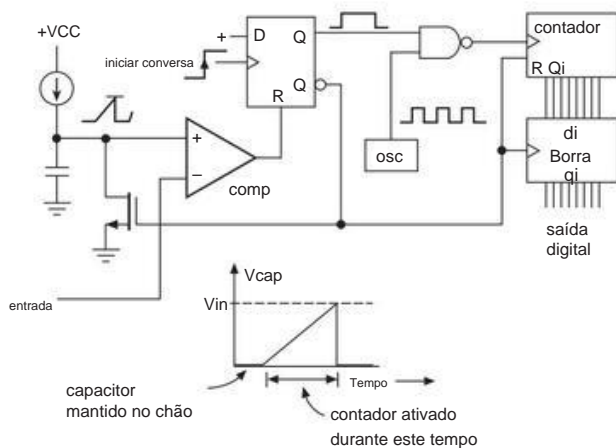 +VCC
iniciar conversa
+
D
Q
Q
R
+
–
comp
entrada
osc
contador
R Qi
di
Borra
qi
saída
digital
Vcap
Vin
Tempo
capacitor
mantido no chão
contador ativado
durante este tempo